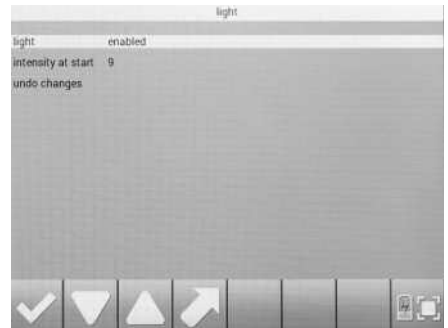 light
light enabled
intensity at start 9
undo changes